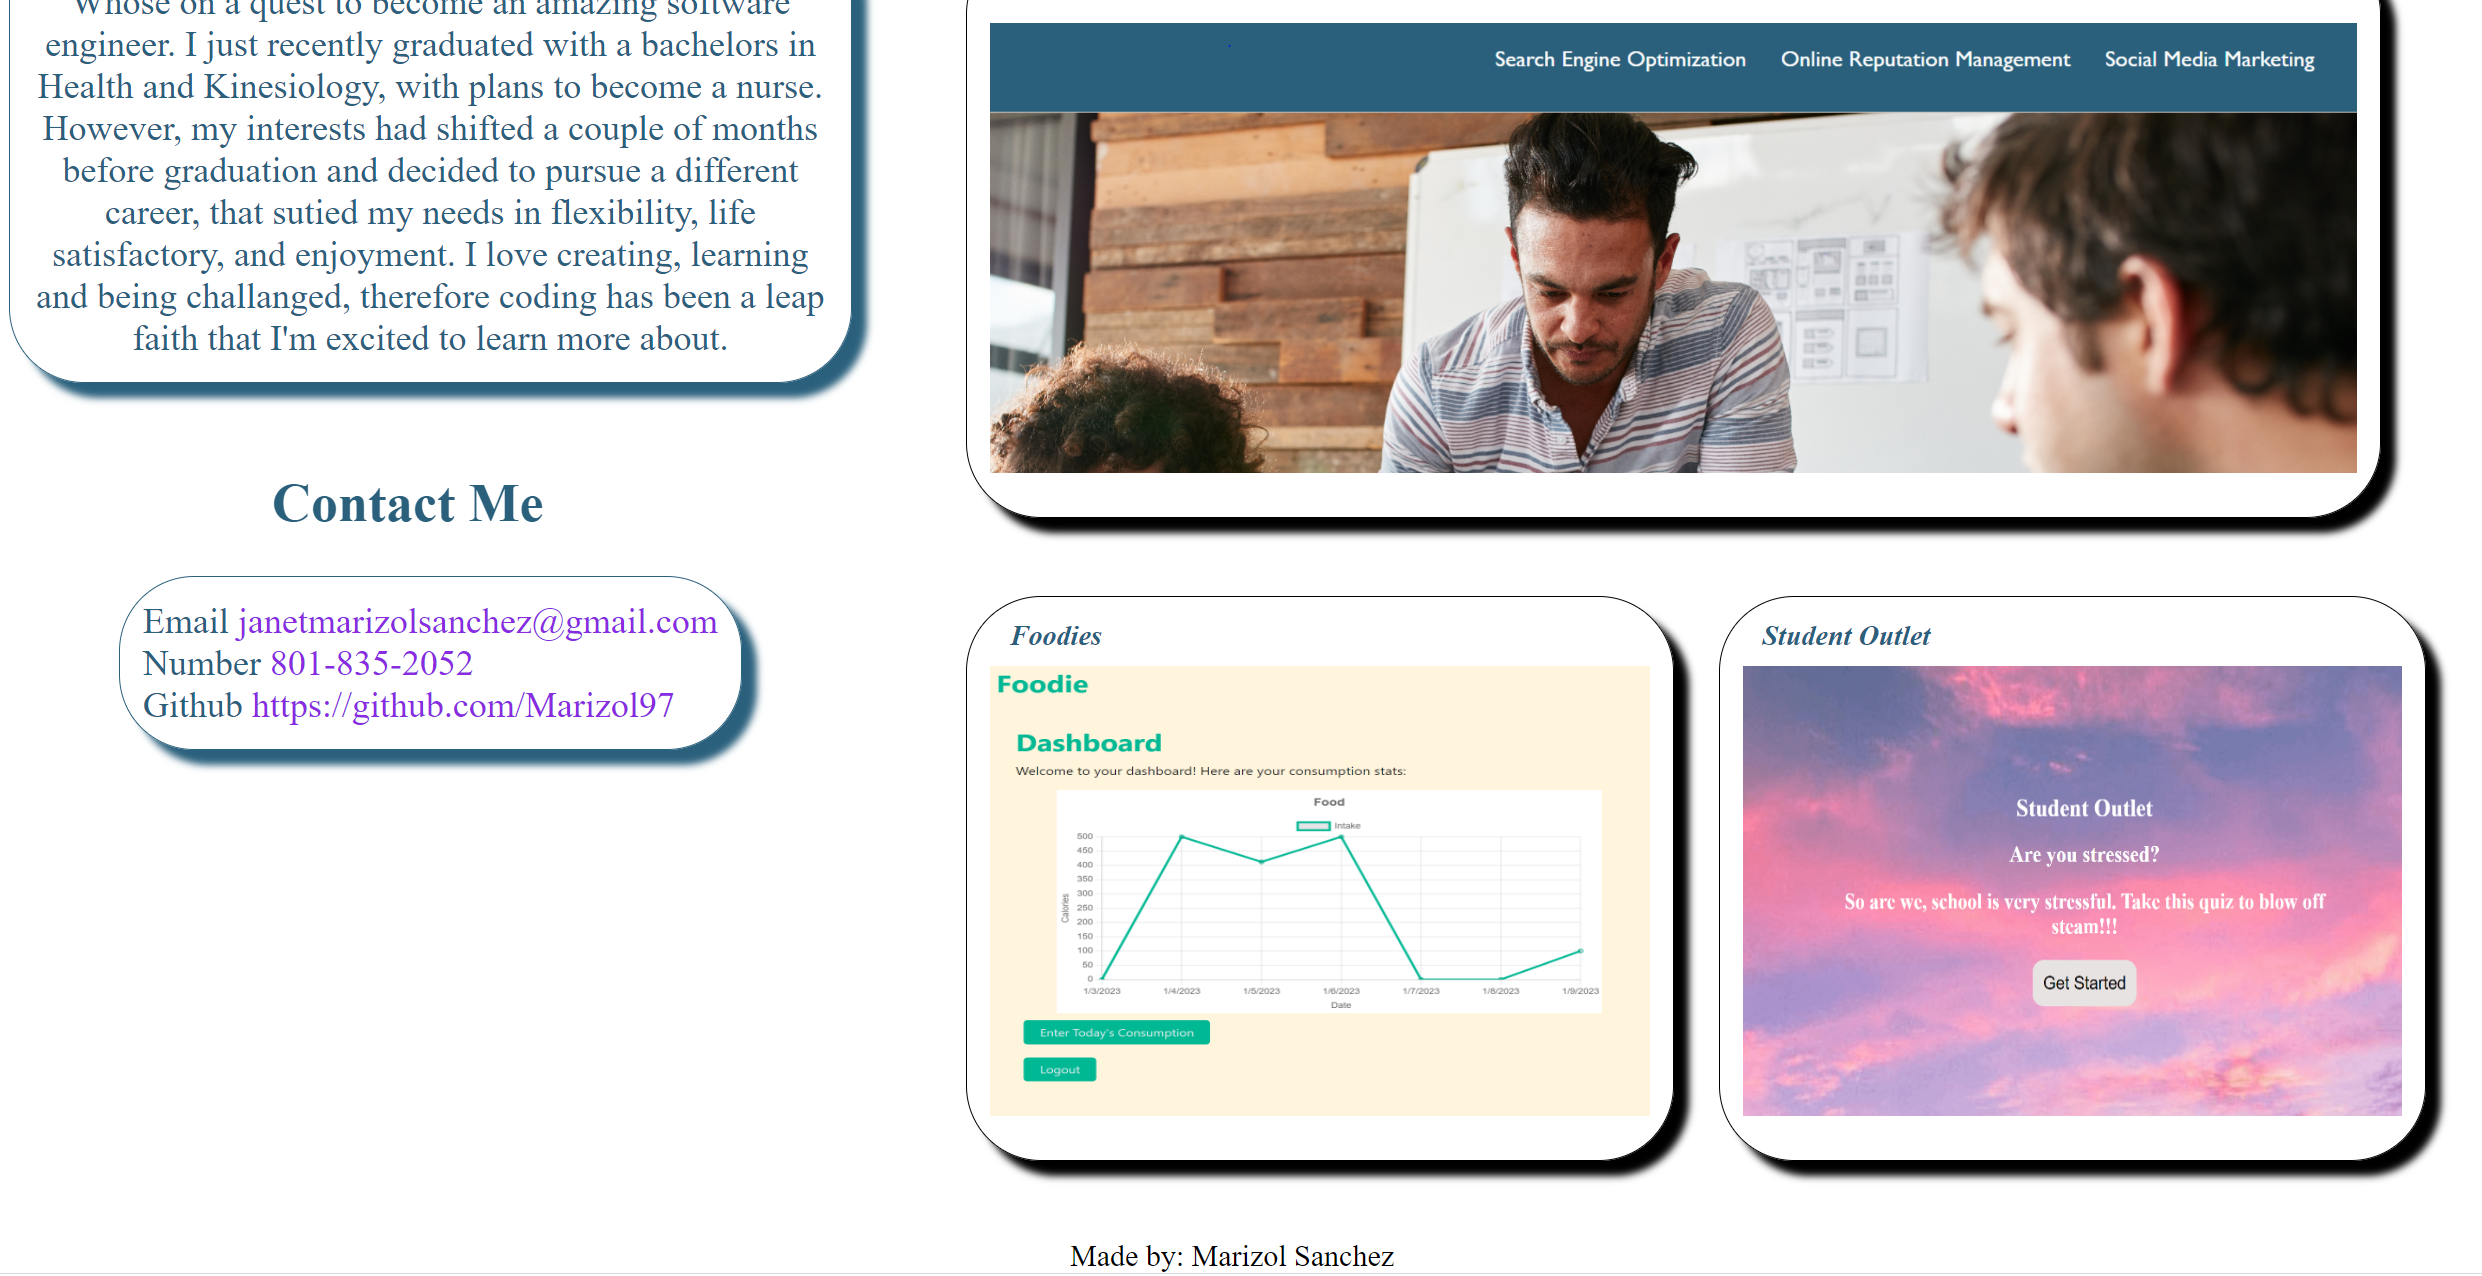 Whose on a quest to become an amazing software
engineer. I just recently graduated with a bachelors in
Health and Kinesiology, with plans to become a nurse.
However, my interests had shifted a couple of months
before graduation and decided to pursue a different
career, that sutied my needs in flexibility, life
satisfactory, and enjoyment. I love creating, learning
and being challanged, therefore coding has been a leap
faith that I'm excited to learn more about.
Contact Me
Email janetmarizolsanchez@gmail.com
Number 801-835-2052
Github https://github.com/Marizol97
Search Engine Optimization Online Reputation Management Social Media Marketing
Foodies
Foodie
Dashboard
Welcome to your dashboard! Here are your consumption stats:
Food
Intake
500
450
400
350
300
250
200
150
100
50
0
Calories
1/3/2023 1/4/2023 1/5/2023 1/6/2023 1/7/2023 1/8/2023 1/9/2023
Date
Enter Today's Consumption
Logout
Student Outlet
Student Outlet
Are you stressed?
So are we, school is very stressful. Take this quiz to blow off
steam!!!
Get Started
Made by: Marizol Sanchez